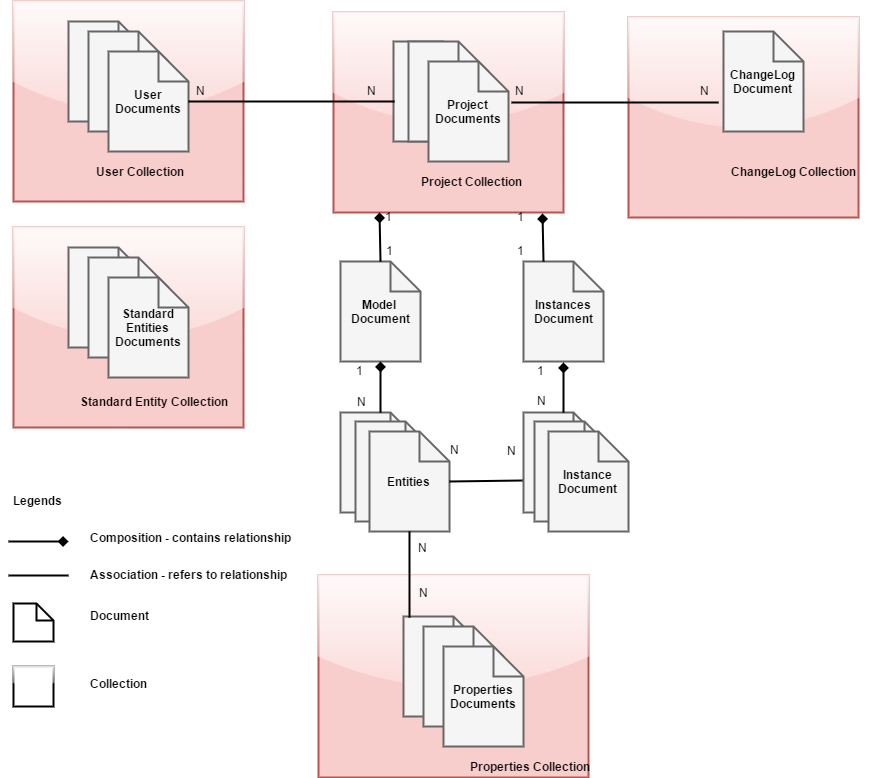 User
Documents
N
User Collection
N
Project
Documents
N
Project Collection
N
ChangeLog
Document
ChangeLog Collection
1
1
1
1
Model
Document
Instances
Document
Standard
Entities
Documents
Standard Entity Collection
1
1
N
N
Entities
N
N
Instance
Document
N
N
Properties
Documents
Properties Collection
Legends
Composition - contains relationship
Association - refers to relationship
Document
Collection